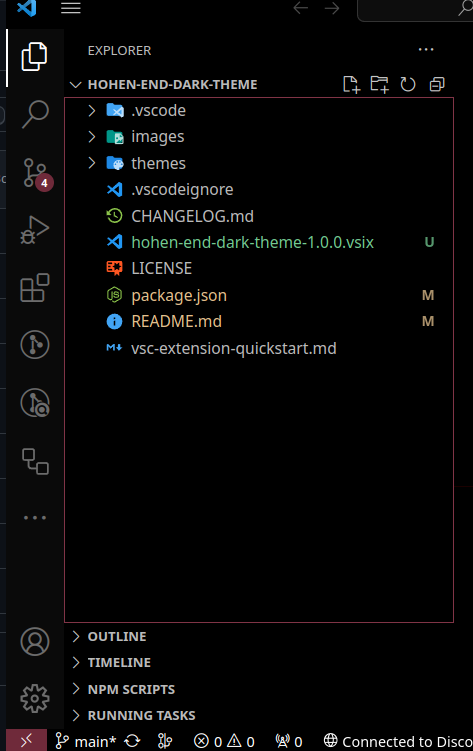 EXPLORER
HOHEN-END-DARK-THEME
.vscode
images
themes
.vscodeignore
CHANGELOG.md
hohen-end-dark-theme-1.0.0.vsix U
LICENSE
package.json M
README.md M
vsc-extension-quickstart.md
4
OUTLINE
TIMELINE
NPM SCRIPTS
RUNNING TASKS
main* 0 0 0 Connected to Disco